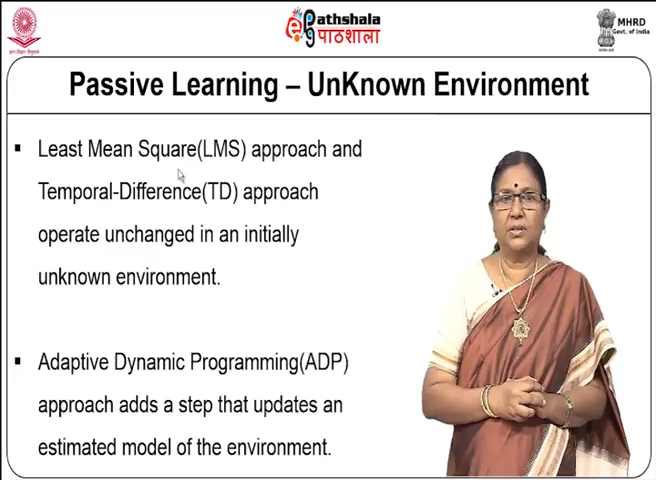 ePathshala
पाठशाला
MHRD
Govt. of India
Passive Learning – UnKnown Environment
▪ Least Mean Square(LMS) approach and
Temporal-Difference(TD) approach
operate unchanged in an initially
unknown environment.
▪ Adaptive Dynamic Programming(ADP)
approach adds a step that updates an
estimated model of the environment.